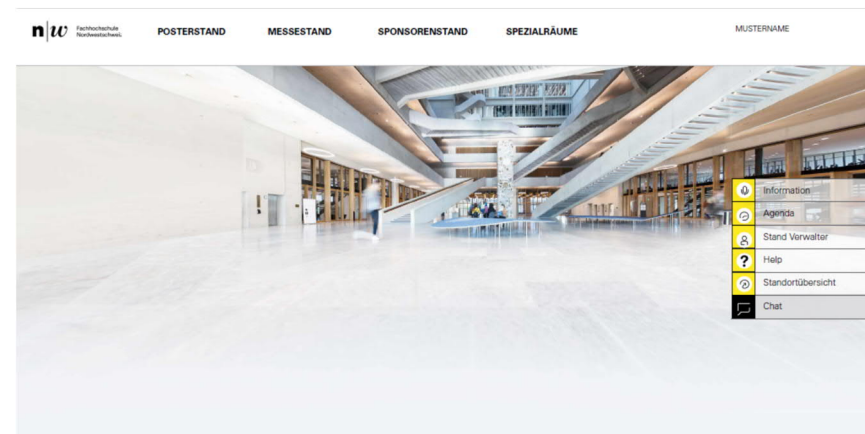 n|w Fachhochschule
Nordwestschweiz
POSTERSTAND MESSESTAND SPONSORENSTAND SPEZIALRÄUME MUSTERNAME
Information
Agenda
Stand Verwalter
? Help
Standortübersicht
Chat